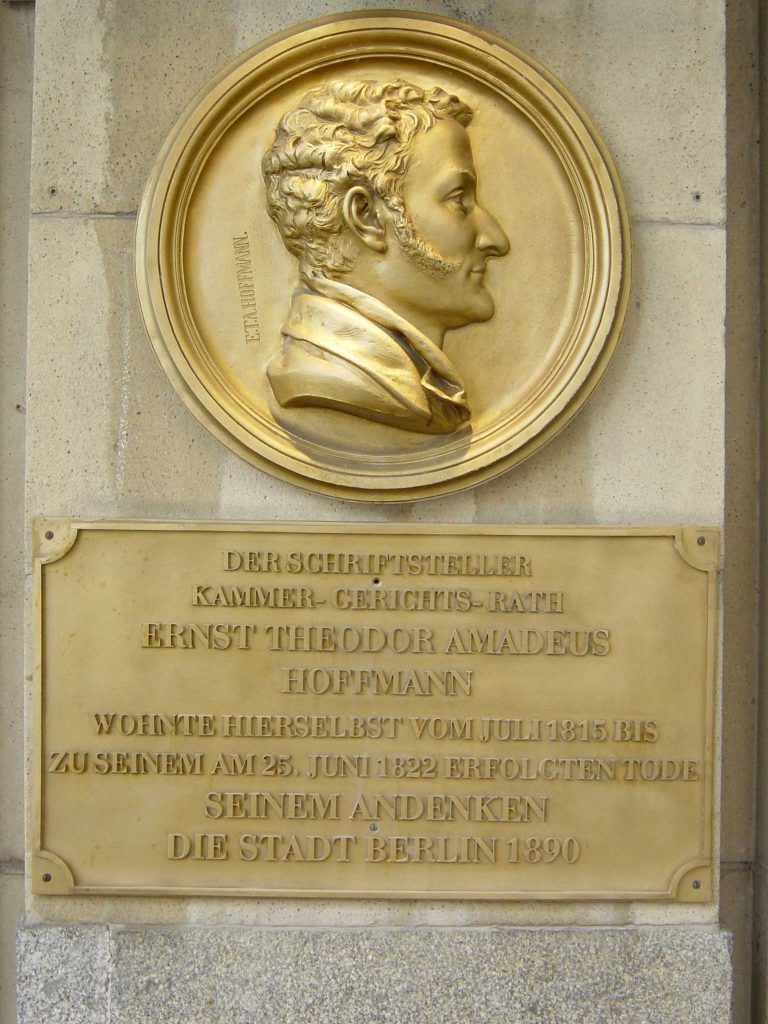 E.T.A. HOFFMANN.
DER SCHRIFTSTELLER
KAMMER- GERICHTS- RATH
ERNST THEODOR AMADEUS
HOFFMANN
WOHNTE HIERSELBST VOM JULI 1815 BIS
ZU SEINEM AM 25. JUNI 1822 ERFOLGTEN TODE
SEINEM ANDENKEN
DIE STADT BERLIN 1890